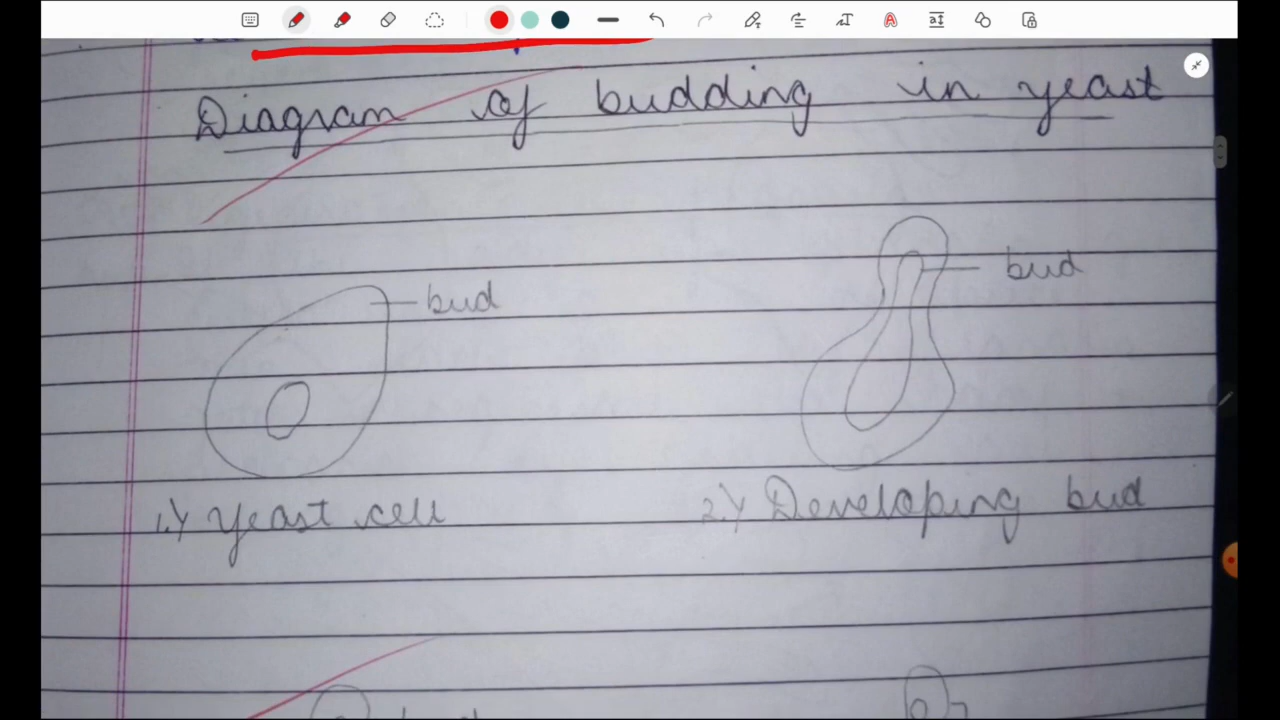 Diagram of budding in yeast
bud
bud
1.) Yeast cell
2.) Developing bud